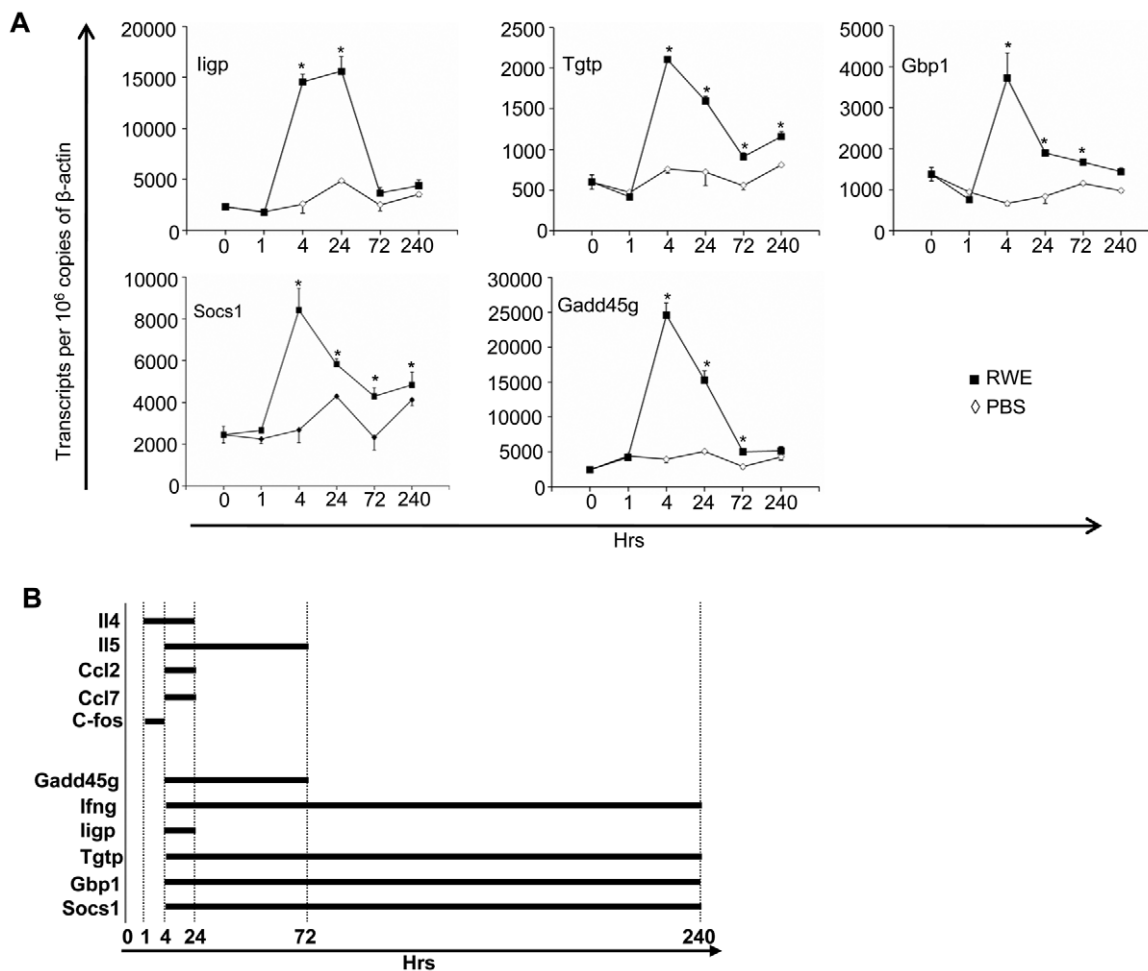 A
Transcripts per 10⁶ copies of β-actin
Iigp
20000
15000
10000
5000
0
*
*
0 1 4 24 72 240
Tgtp
2500
2000
1500
1000
500
0
*
*
*
*
0 1 4 24 72 240
Gbp1
5000
4000
3000
2000
1000
0
*
*
*
0 1 4 24 72 240
Socs1
10000
8000
6000
4000
2000
0
*
*
*
*
0 1 4 24 72 240
Gadd45g
30000
25000
20000
15000
10000
5000
0
*
*
*
0 1 4 24 72 240
RWE
PBS
Hrs
B
Il4
Il5
Ccl2
Ccl7
C-fos
Gadd45g
Ifng
Iigp
Tgtp
Gbp1
Socs1
0 1 4 24 72 240
Hrs